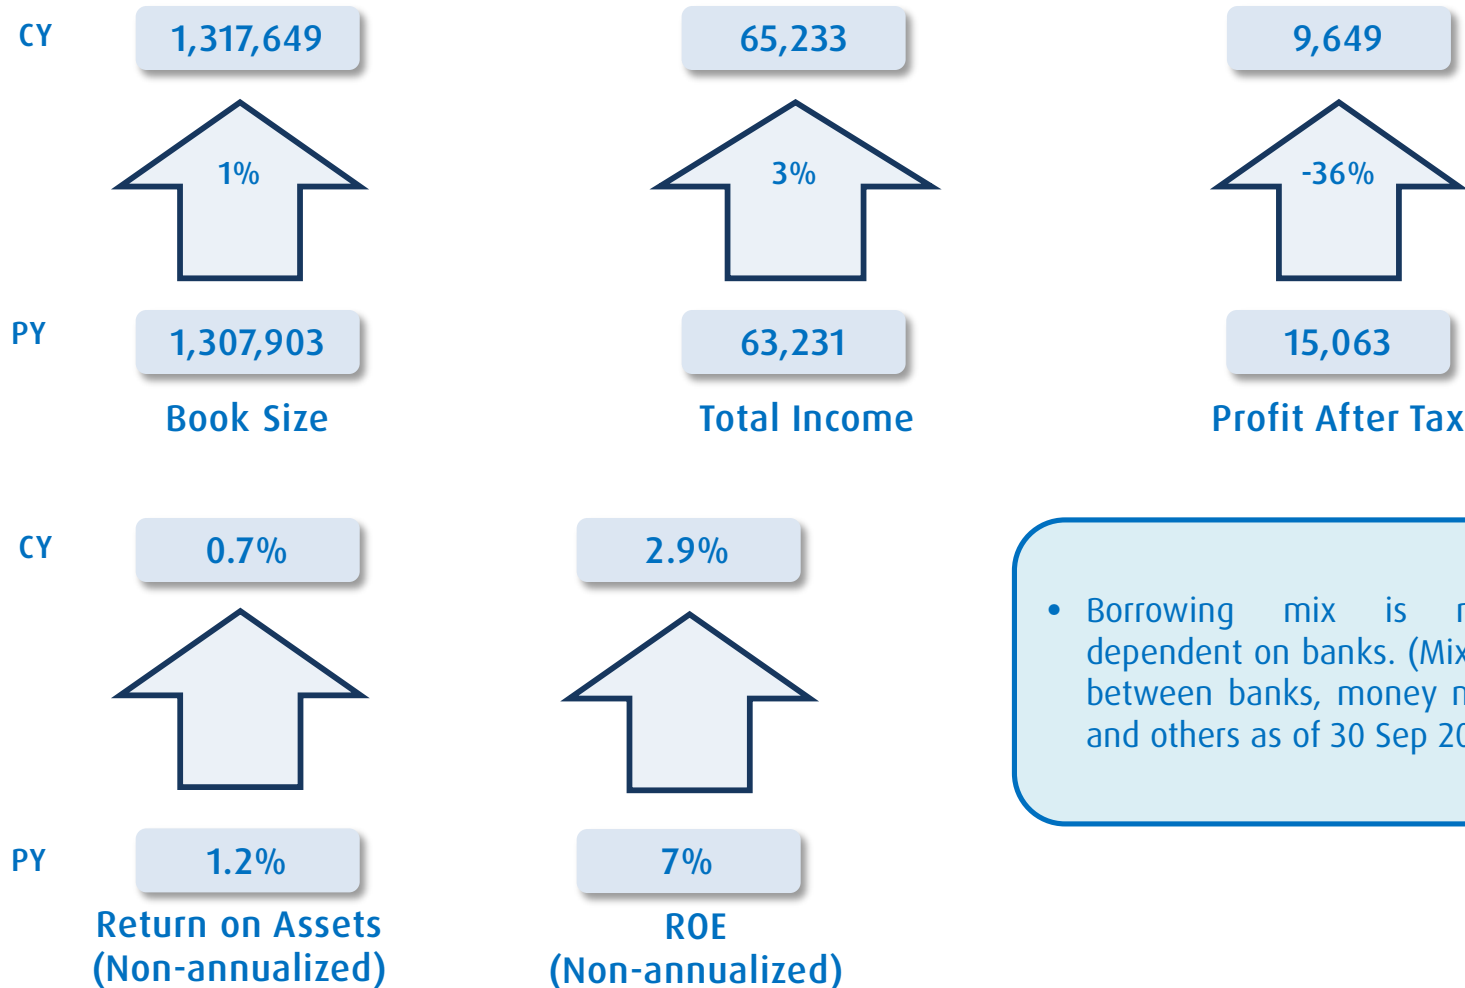 CY 1,317,649 65,233 9,649
1% 3% -36%
PY 1,307,903 63,231 15,063
Book Size Total Income Profit After Tax
CY 0.7% 2.9%
• Borrowing mix is
dependent on banks. (Mix
between banks, money
and others as of 30 Sep
PY 1.2% 7%
Return on Assets ROE
(Non-annualized) (Non-annualized)